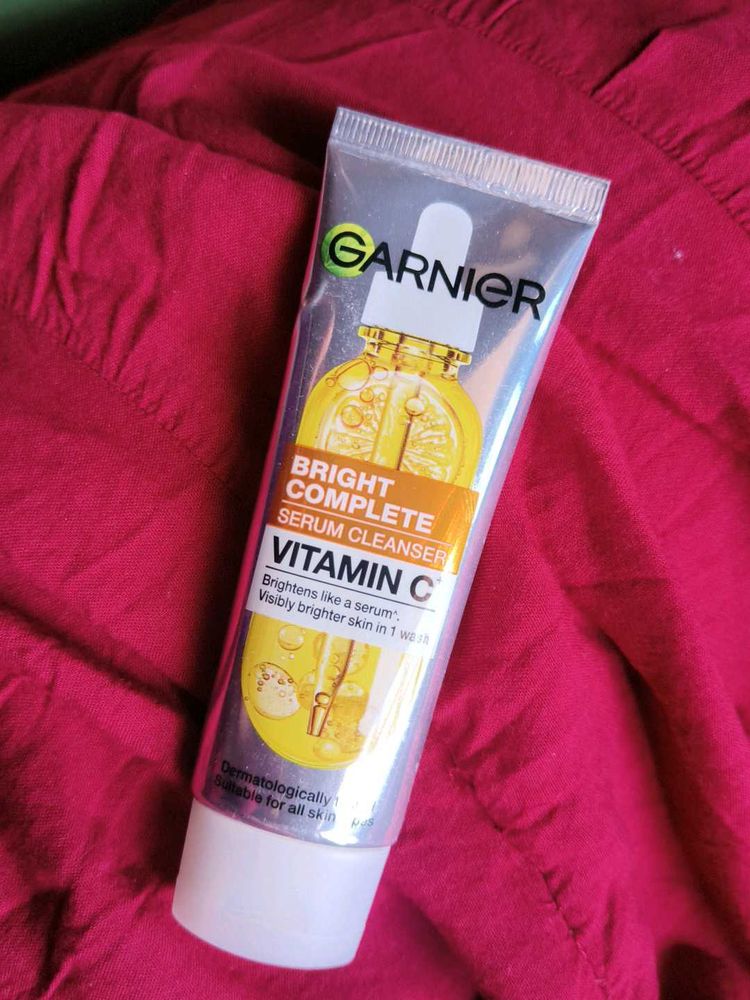 GARNIER
BRIGHT
COMPLETE
SERUM CLEANSER
VITAMIN C*
Brightens like a serum^.
Visibly brighter skin in 1 wash
Dermatologically
Suitable for all skin types